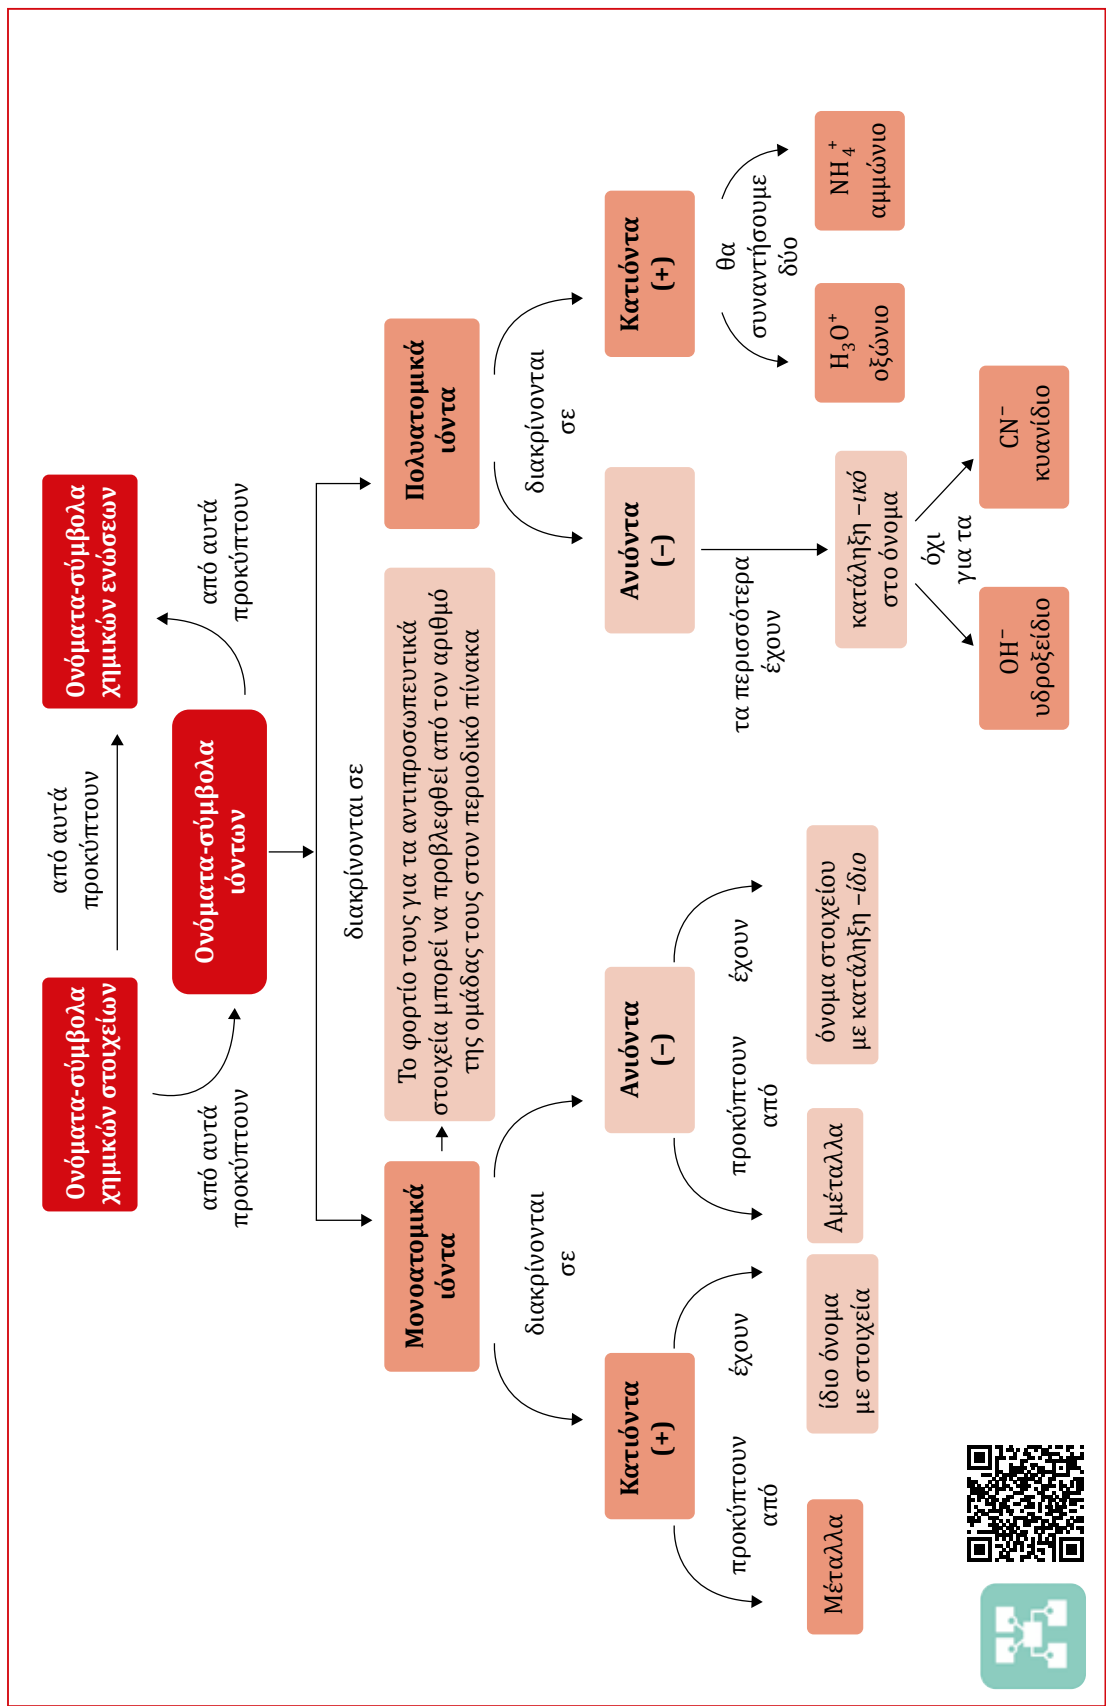 Ονόματα-σύμβολα
χημικών στοιχείων
από αυτά
προκύπτουν
Ονόματα-σύμβολα
χημικών ενώσεων
από αυτά
προκύπτουν
Ονόματα-σύμβολα
ιόντων
από αυτά
προκύπτουν
διακρίνονται σε
Μονοατομικά
ιόντα
Το φορτίο τους για τα αντιπροσωπευτικά
στοιχεία μπορεί να προβλεφθεί από τον αριθμό
της ομάδας τους στον περιοδικό πίνακα
Πολυατομικά
ιόντα
διακρίνονται
σε
διακρίνονται
σε
Κατιόντα
(+)
Ανιόντα
(–)
Ανιόντα
(–)
Κατιόντα
(+)
προκύπτουν
από
έχουν
προκύπτουν
από
έχουν
τα περισσότερα
έχουν
θα
συναντήσουμε
δύο
Μέταλλα
ίδιο όνομα
με στοιχεία
Αμέταλλα
όνομα στοιχείου
με κατάληξη –ίδιο
κατάληξη –ικό
στο όνομα
H₃O⁺
οξώνιο
NH₄⁺
αμμώνιο
όχι
για τα
OH⁻
υδροξείδιο
CN⁻
κυανίδιο